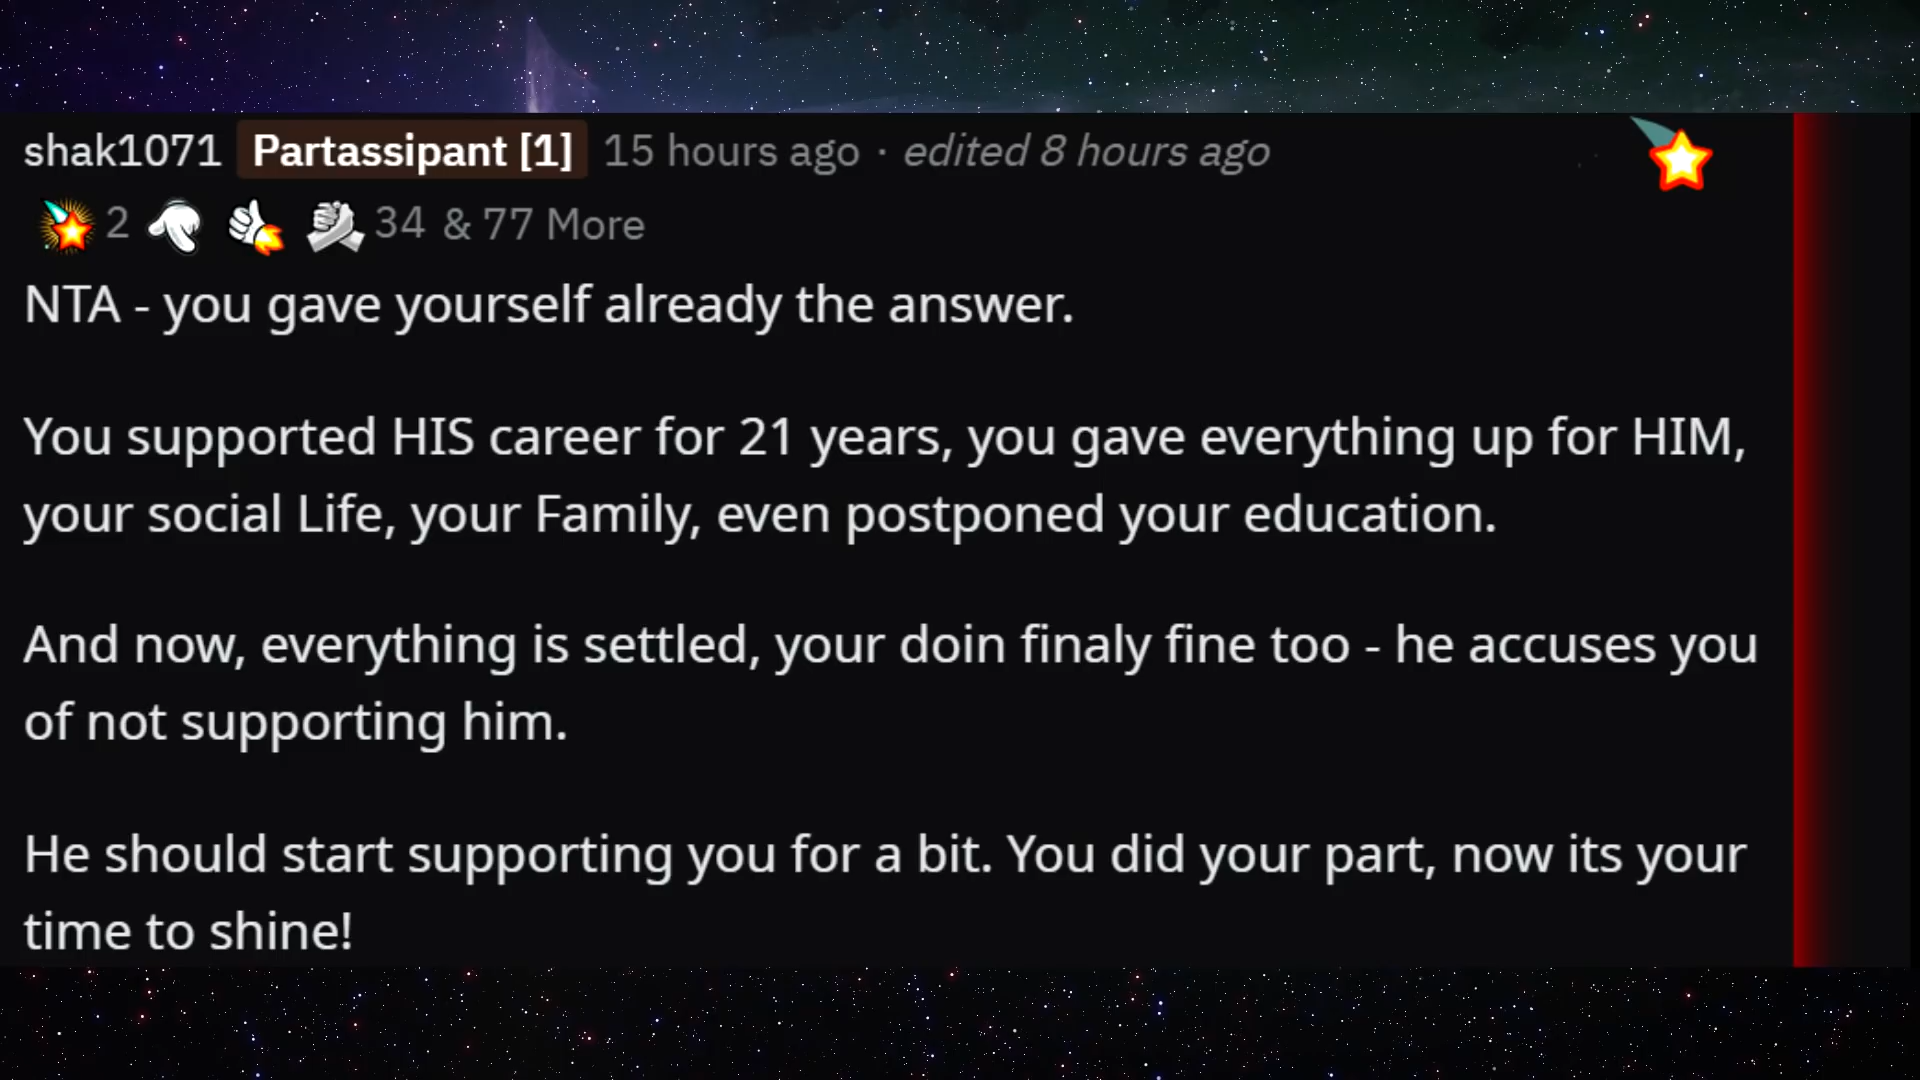 shak1071 Partassipant [1] 15 hours ago · edited 8 hours ago
2 34 & 77 More
NTA - you gave yourself already the answer.
You supported HIS career for 21 years, you gave everything up for HIM,
your social Life, your Family, even postponed your education.
And now, everything is settled, your doin finaly fine too - he accuses you
of not supporting him.
He should start supporting you for a bit. You did your part, now its your
time to shine!